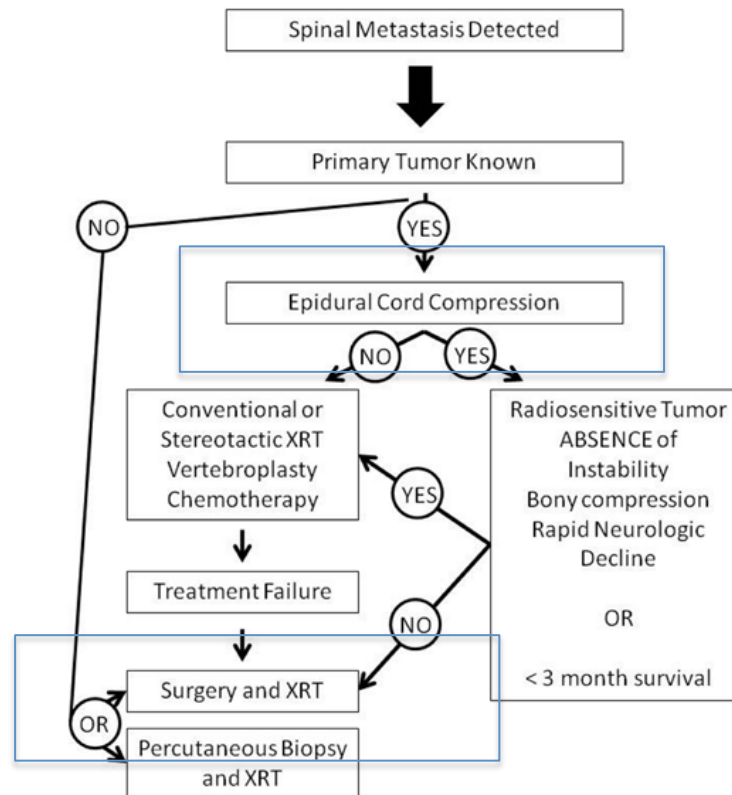 Spinal Metastasis Detected
Primary Tumor Known
NO
YES
Epidural Cord Compression
NO
YES
Conventional or
Stereotactic XRT
Vertebroplasty
Chemotherapy
Radiosensitive Tumor
ABSENCE of
Instability
Bony compression
Rapid Neurologic
Decline
OR
< 3 month survival
YES
Treatment Failure
NO
Surgery and XRT
OR
Percutaneous Biopsy
and XRT